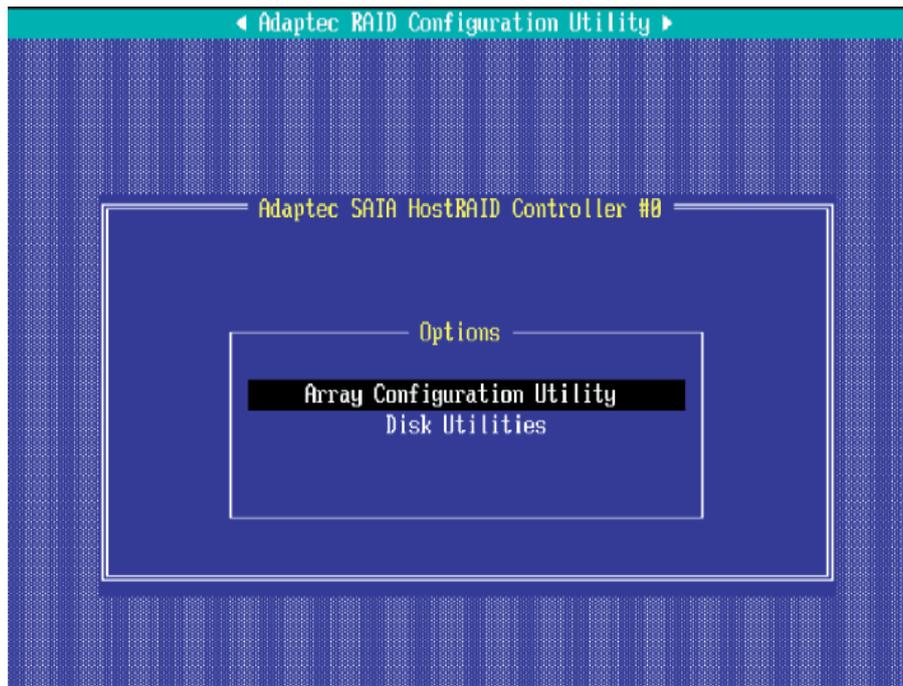 ◄ Adaptec RAID Configuration Utility ►
Adaptec SATA HostRAID Controller #0
Options
Array Configuration Utility
Disk Utilities